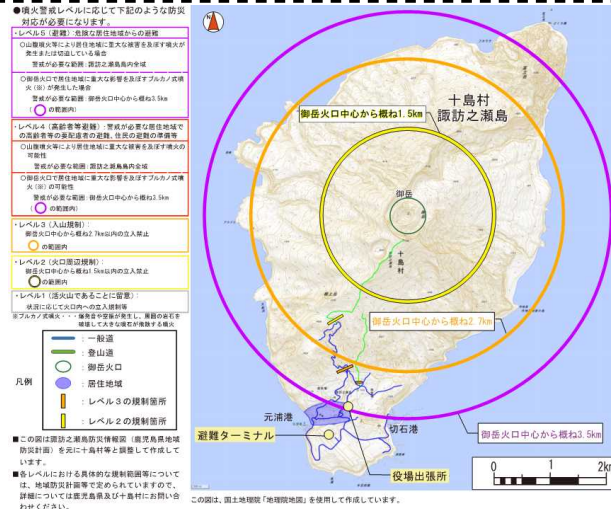 ●噴火警戒レベルに応じて下記のような防災
対応が必要になります。
・レベル5（避難）:危険な居住地域からの避難
○山腹噴火等により居住地域に重大な被害を及ぼす噴火が
発生または切迫している場合
警戒が必要な範囲：諏訪之瀬島島内全域
○御岳火口で居住地域に重大な影響を及ぼすブルカノ式噴
火（※）が発生した場合
警戒が必要な範囲：御岳火口中心から概ね3.5km
（ の範囲内）
・レベル4（高齢者等避難）:警戒が必要な居住地域で
の高齢者等の要配慮者の避難、住民の避難の準備等
○山腹噴火等により居住地域に重大な被害を及ぼす噴火の
可能性
警戒が必要な範囲：諏訪之瀬島島内全域
○御岳火口で居住地域に重大な影響を及ぼすブルカノ式噴
火（※）の可能性
警戒が必要な範囲：御岳火口中心から概ね3.5km
（ の範囲内）
・レベル3（入山規制）:
御岳火口中心から概ね2.7km以内の立入禁止
の範囲内
・レベル2（火口周辺規制）:
御岳火口中心から概ね1.5km以内の立入禁止
の範囲内
・レベル1（活火山であることに留意）:
状況に応じて火口内への立入規制等
※ブルカノ式噴火・・・爆発音や空振が発生し、周囲の岩石を
破壊して大きな噴石が飛散する噴火
凡例
：一般道
：登山道
：御岳火口
：居住地域
：レベル3の規制箇所
：レベル2の規制箇所
■この図は諏訪之瀬島防災情報図（鹿児島県地域
防災計画）を元に十島村等と調整して作成して
います。
■各レベルにおける具体的な規制範囲等について
は、地域防災計画等で定められていますので、
詳細については鹿児島県及び十島村にお問い合
わせください。
N
十島村
諏訪之瀬島
御岳火口中心から概ね1.5km
御岳
十島村
御岳火口中心から概ね2.7km
御岳火口中心から概ね3.5km
元浦港
切石港
避難ターミナル
役場出張所
0 1 2km
この図は、国土地理院「地理院地図」を使用して作成しています。